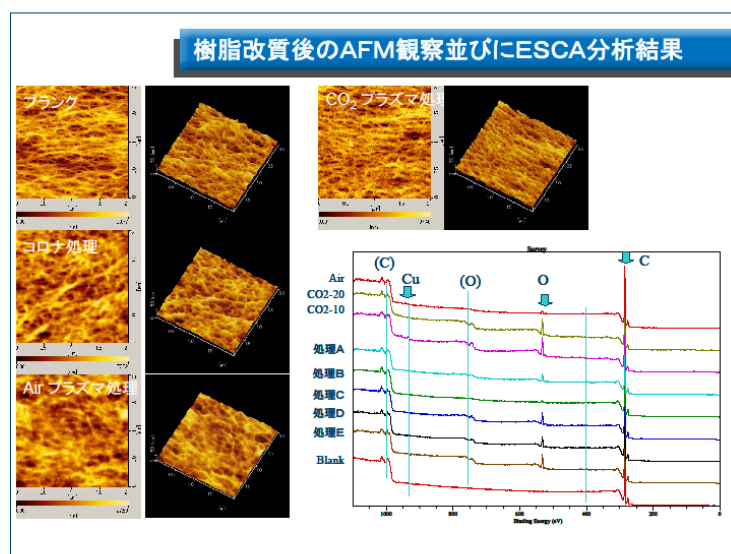 樹脂改質後のAFM観察並びにESCA分析結果
ブランク
CO2 プラズマ処理
コロナ処理
Air プラズマ処理
Survey
(C)
Cu
(O)
O
C
Air
CO2-20
CO2-10
処理A
処理B
処理C
処理D
処理E
Blank
1000
800
600
400
200
0
Binding Energy (eV)